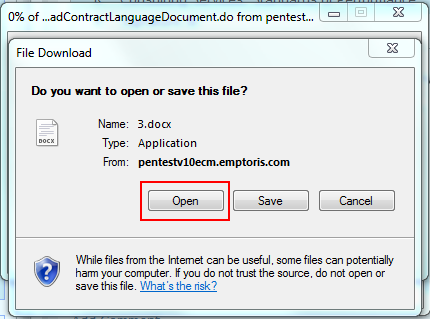 0% of ...adContractLanguageDocument.do from pentest...
File Download
Do you want to open or save this file?
DOCX
Name: 3.docx
Type: Application
From: pentestv10ecm.emptoris.com
Open Save Cancel
While files from the Internet can be useful, some files can potentially
harm your computer. If you do not trust the source, do not open or
save this file. What's the risk?